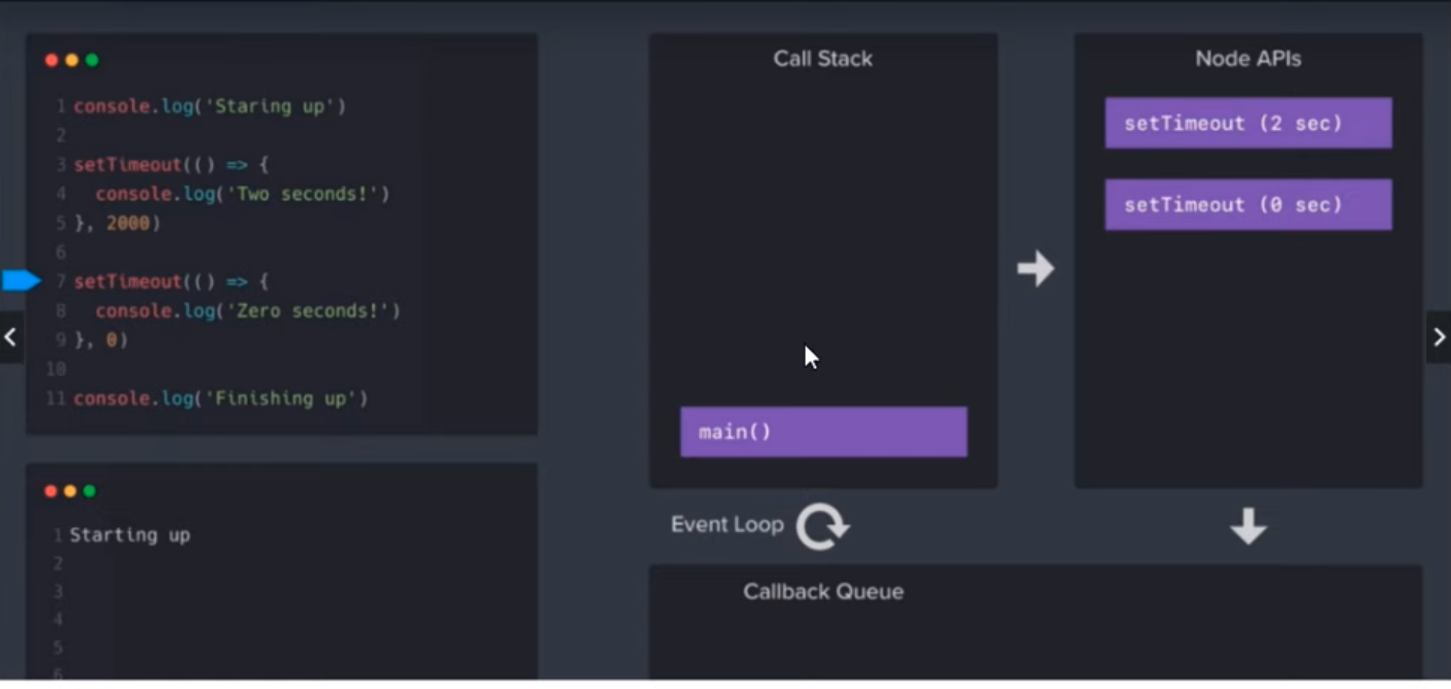 1 console.log('Staring up')
2
3 setTimeout(() => {
4   console.log('Two seconds!')
5 }, 2000)
6
7 setTimeout(() => {
8   console.log('Zero seconds!')
9 }, 0)
10
11 console.log('Finishing up')
1 Starting up
2
3
4
5
6
Call Stack
main()
Event Loop
Node APIs
setTimeout (2 sec)
setTimeout (0 sec)
Callback Queue